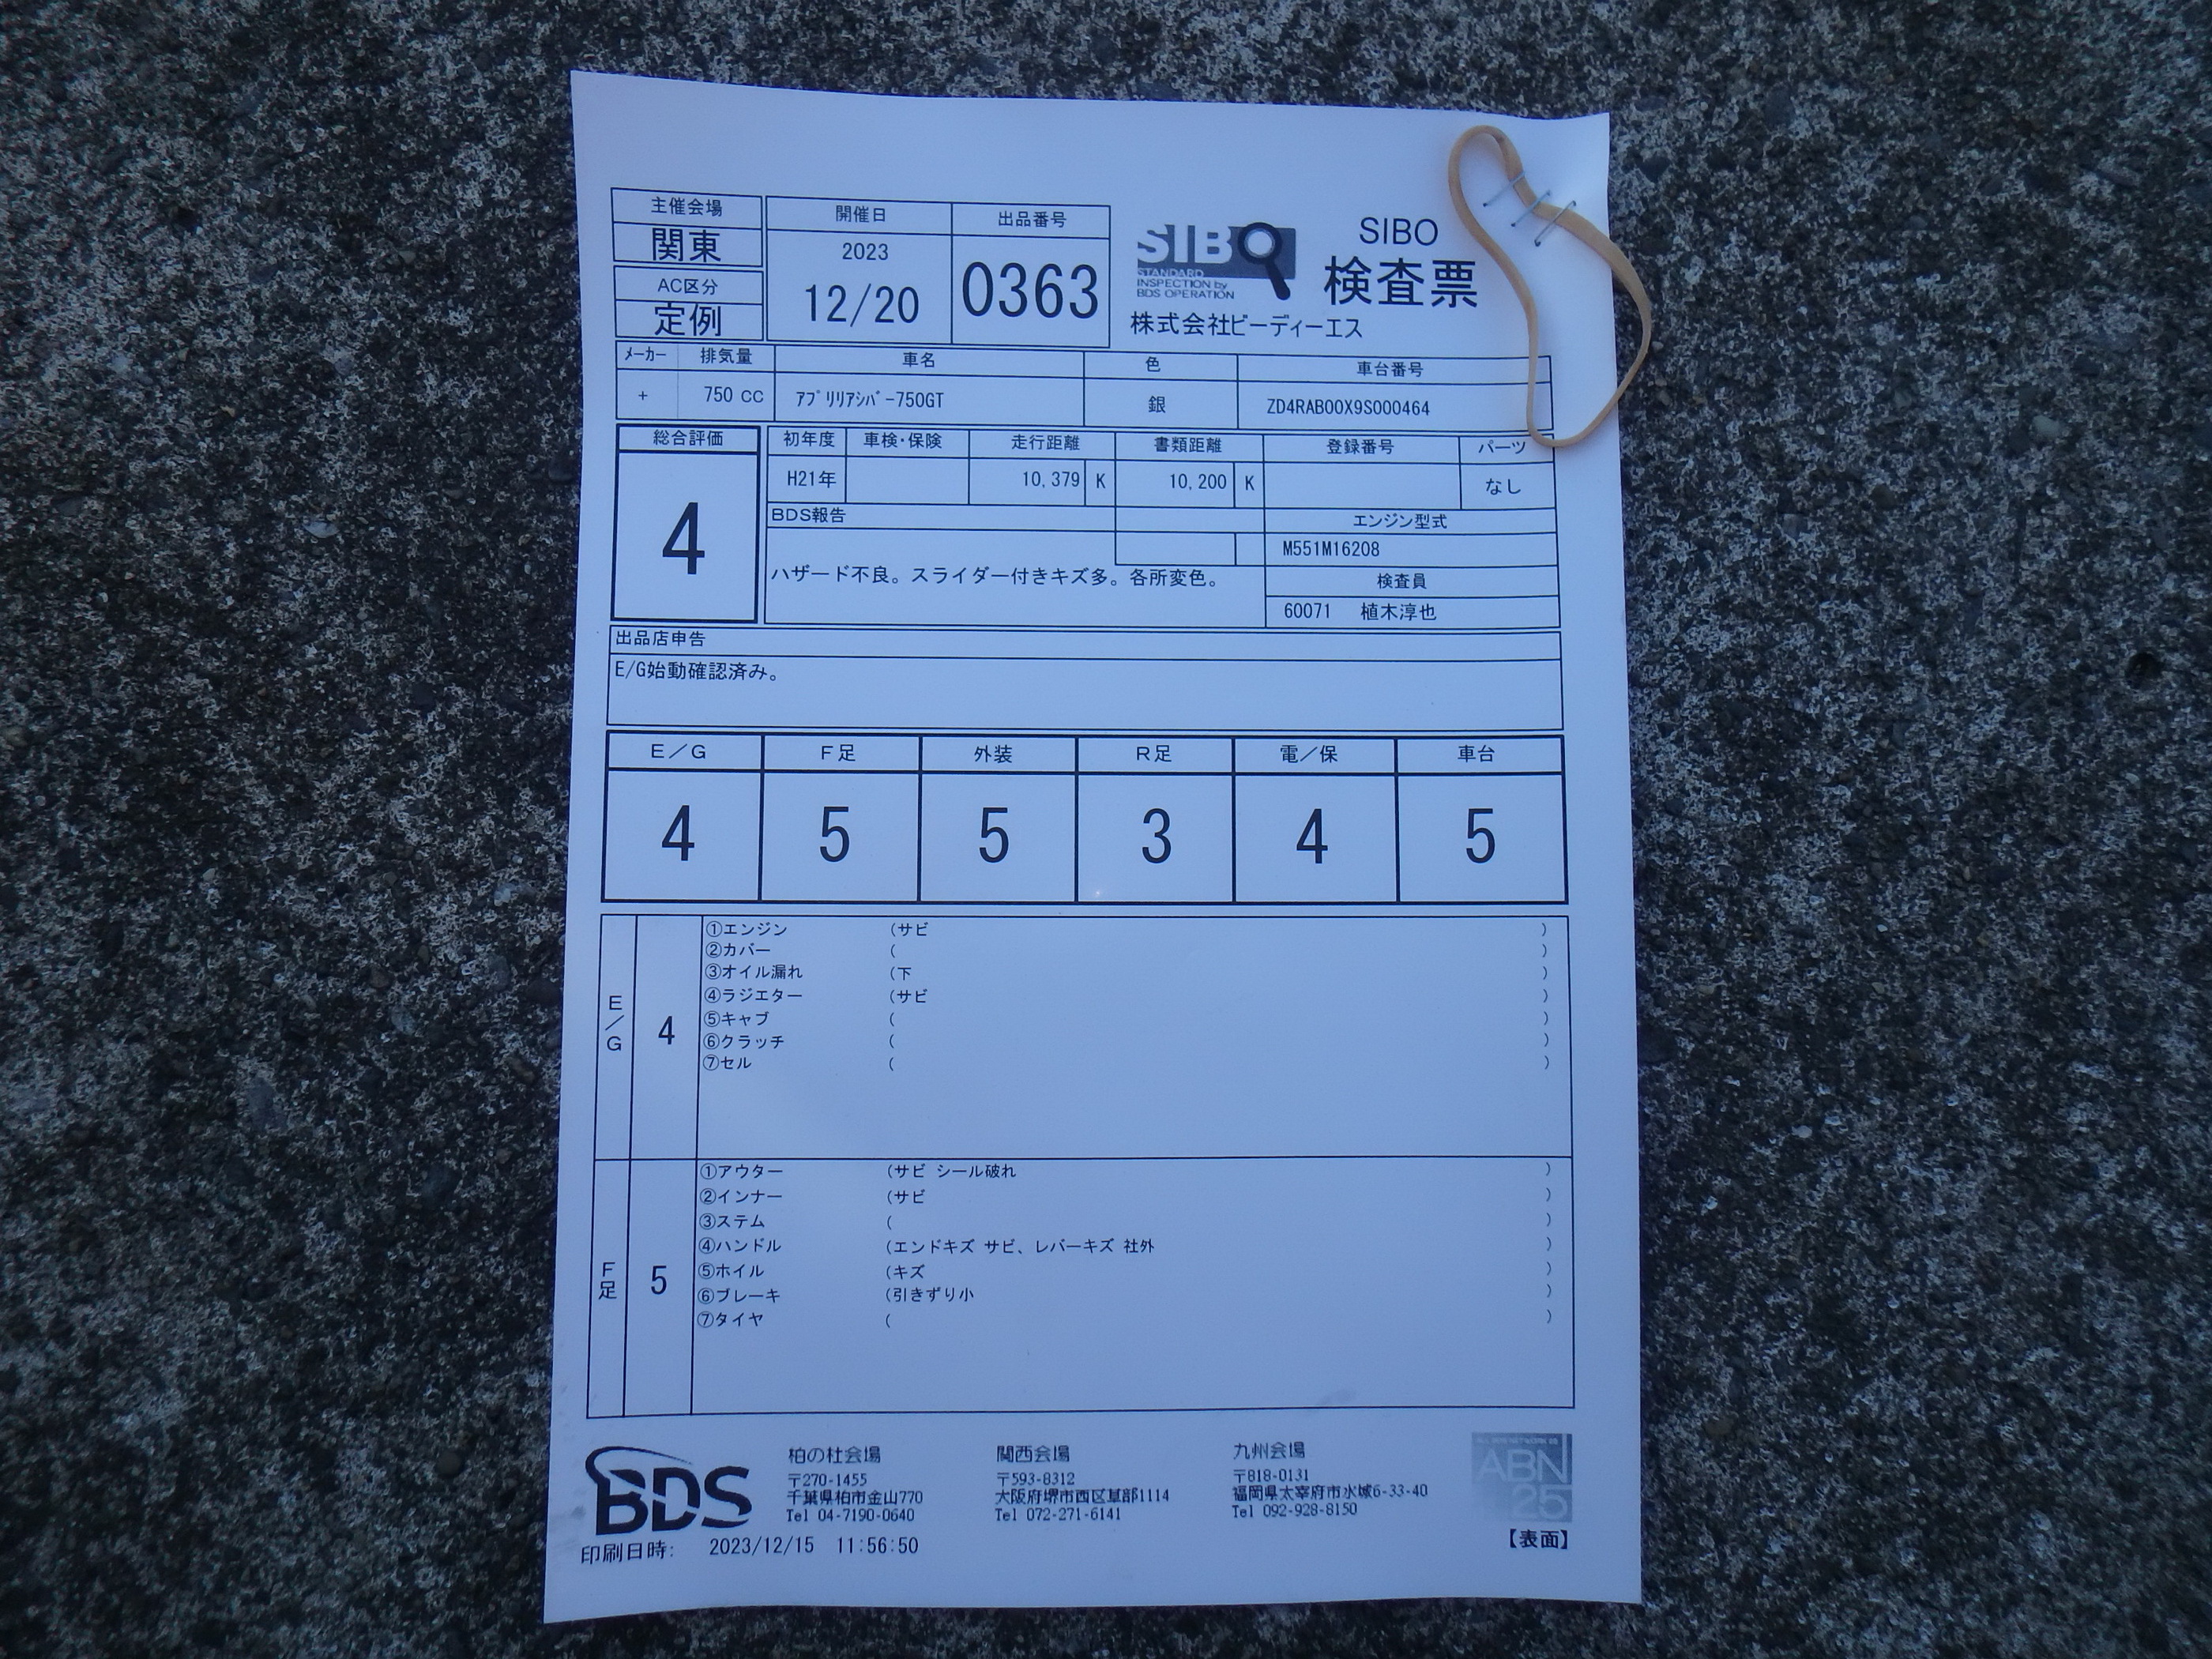 主催会場 開催日 出品番号
関東 2023 12/20 0363
AC区分
定例
SIBO
STANDARD
INSPECTION by
BDS OPERATION
SIBO
検査票
株式会社ビーディーエス
メーカー 排気量 車名 色 車台番号
+ 750 CC アプリリアシバー750GT 銀 ZD4RAB00X9S000464
総合評価 初年度 車検・保険 走行距離 書類距離 登録番号 パーツ
4 H21年 10,379 K 10,200 K なし
BDS報告 エンジン型式
M551M16208
ハザード不良。スライダー付きキズ多。各所変色。
検査員
60071 植木淳也
出品店申告
E/G始動確認済み。
E/G F足 外装 R足 電/保 車台
4 5 5 3 4 5
E/G 4
①エンジン (サビ )
②カバー ( )
③オイル漏れ (下 )
④ラジエター (サビ )
⑤キャブ ( )
⑥クラッチ ( )
⑦セル ( )
F足 5
①アウター (サビ シール破れ )
②インナー (サビ )
③ステム ( )
④ハンドル (エンドキズ サビ、レバーキズ 社外 )
⑤ホイル (キズ )
⑥ブレーキ (引きずり小 )
⑦タイヤ ( )
BDS
柏の杜会場
〒270-1455
千葉県柏市金山770
Tel 04-7190-0640
関西会場
〒593-8312
大阪府堺市西区草部1114
Tel 072-271-6141
九州会場
〒818-0131
福岡県太宰府市水城6-33-40
Tel 092-928-8150
ABN
25
【表面】
印刷日時: 2023/12/15 11:56:50